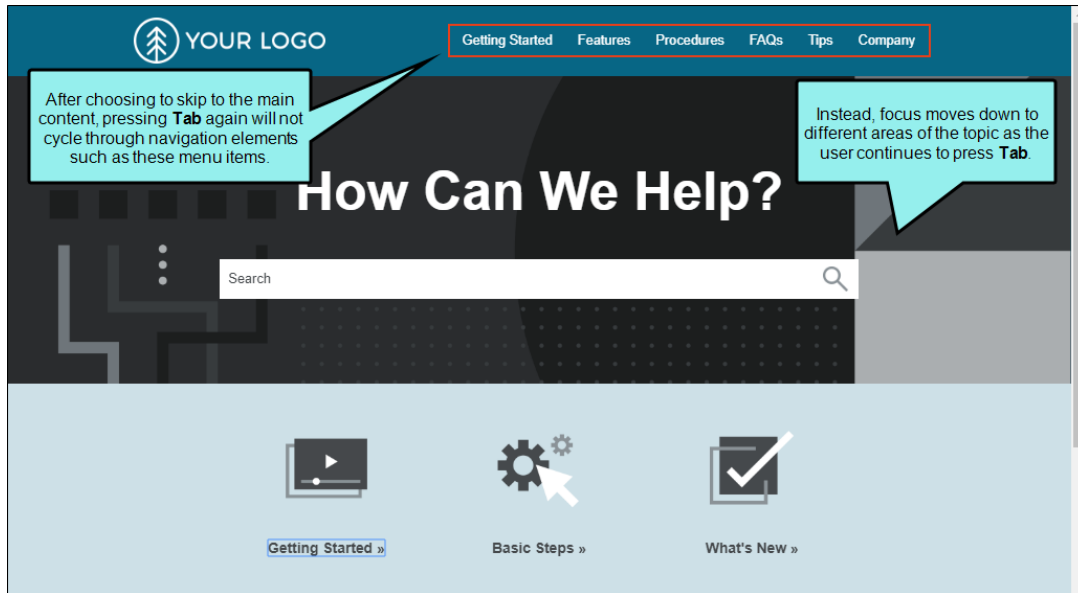 YOUR LOGO
Getting Started Features Procedures FAQs Tips Company
After choosing to skip to the main
content, pressing Tab again will not
cycle through navigation elements
such as these menu items.
Instead, focus moves down to
different areas of the topic as the
user continues to press Tab.
How Can We Help?
Search
Getting Started »
Basic Steps »
What's New »